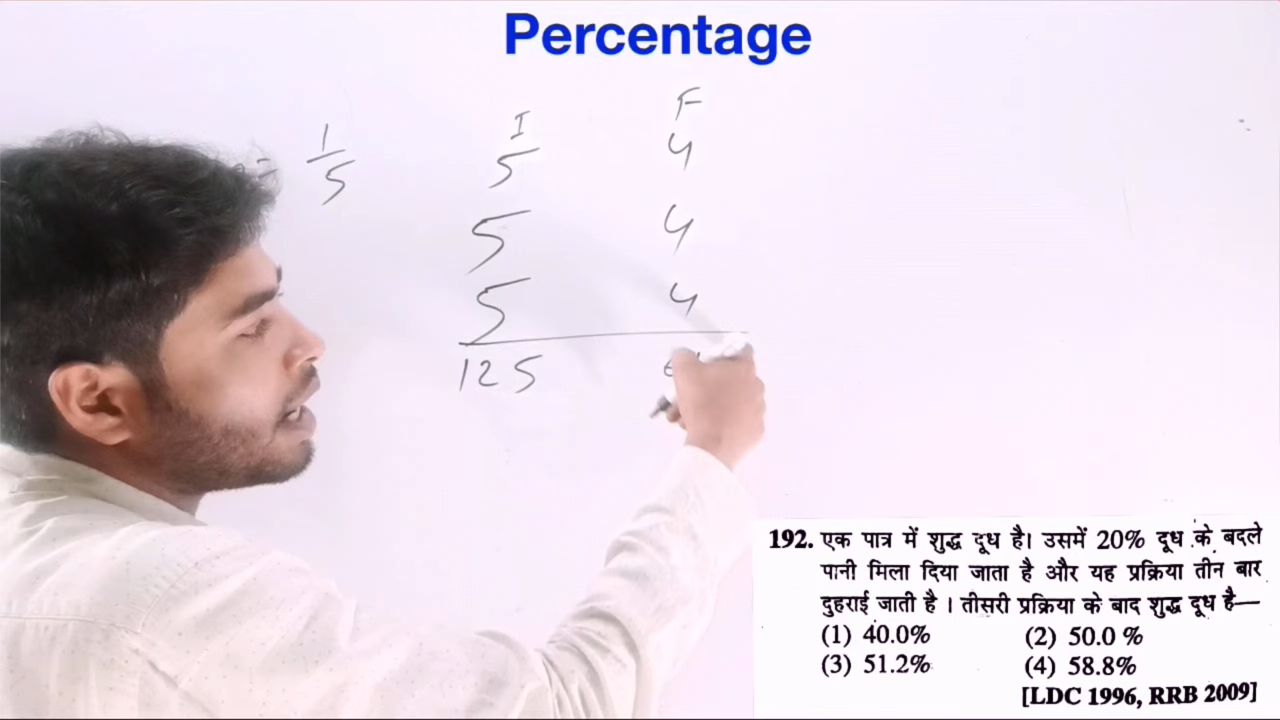 Percentage
= 1/5
I F
5 4
5 4
5 4
125
192. एक पात्र में शुद्ध दूध है। उसमें 20% दूध के बदले
पानी मिला दिया जाता है और यह प्रक्रिया तीन बार
दुहराई जाती है । तीसरी प्रक्रिया के बाद शुद्ध दूध है—
(1) 40.0% (2) 50.0 %
(3) 51.2% (4) 58.8%
[LDC 1996, RRB 2009]